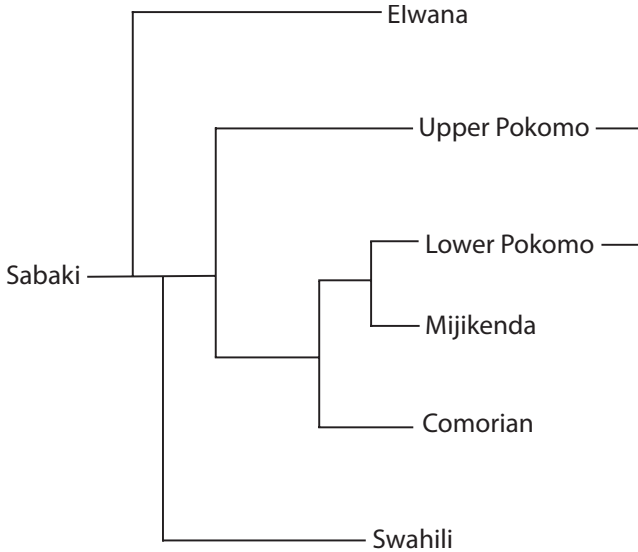 Elwana
Upper Pokomo
Lower Pokomo
Sabaki
Mijikenda
Comorian
Swahili